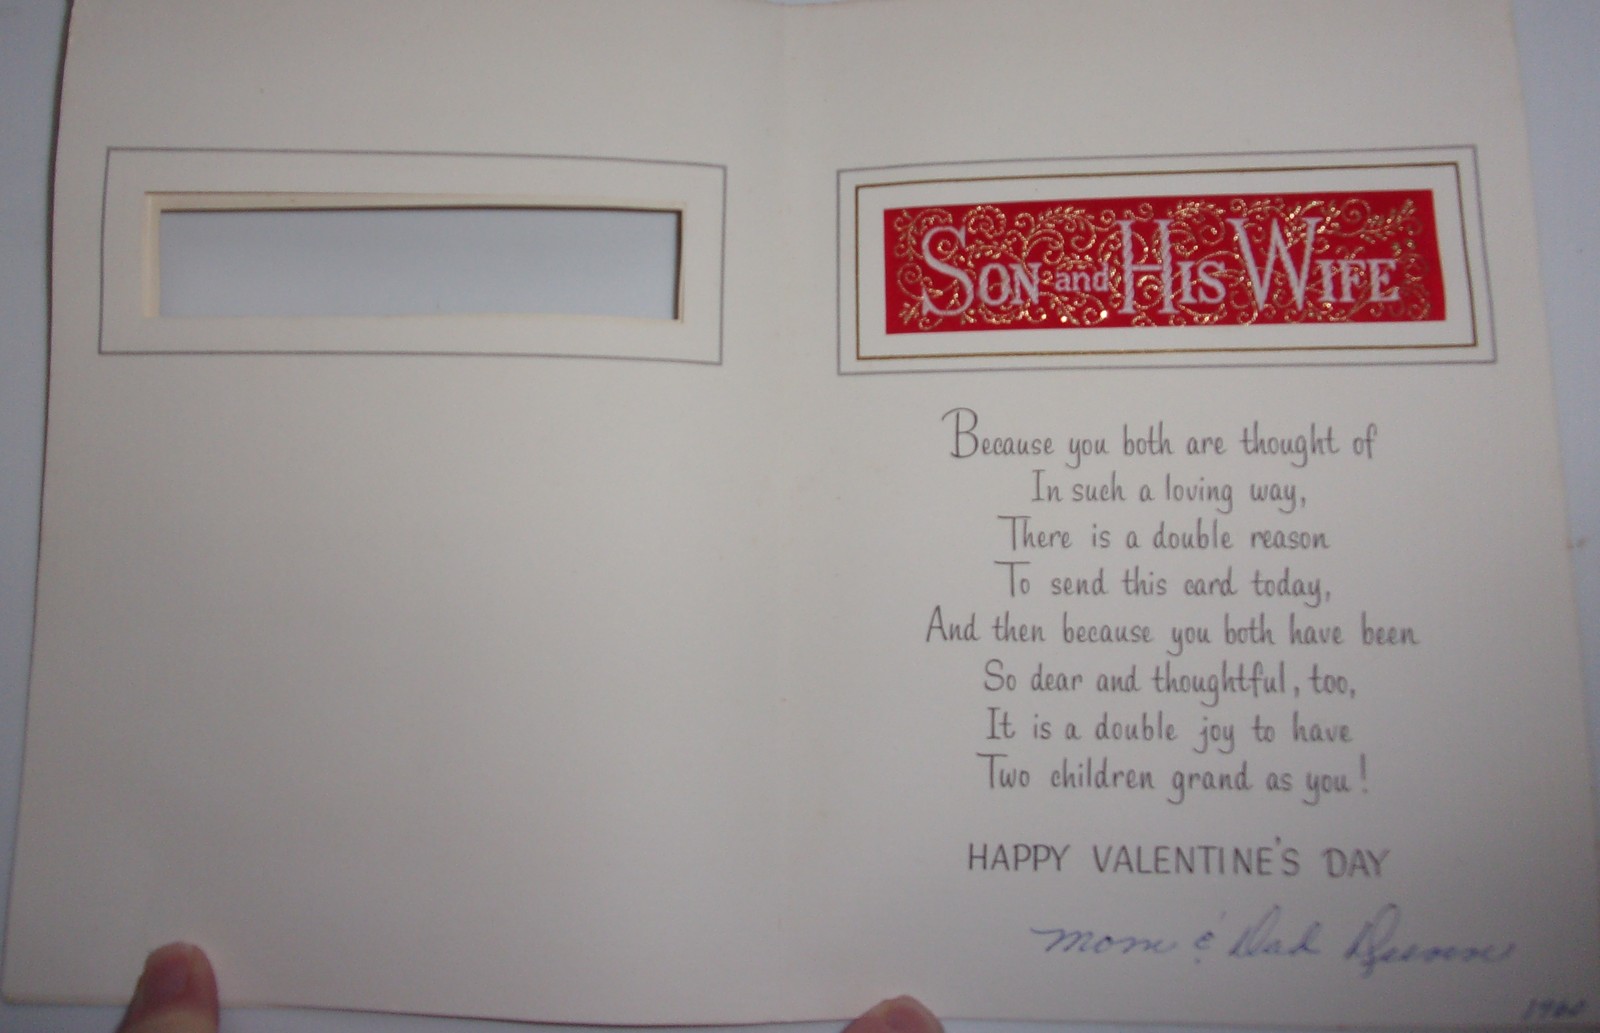 SON and HIS WIFE
Because you both are thought of
In such a loving way,
There is a double reason
To send this card today,
And then because you both have been
So dear and thoughtful, too,
It is a double joy to have
Two children grand as you!
HAPPY VALENTINE'S DAY
Mom & Dad